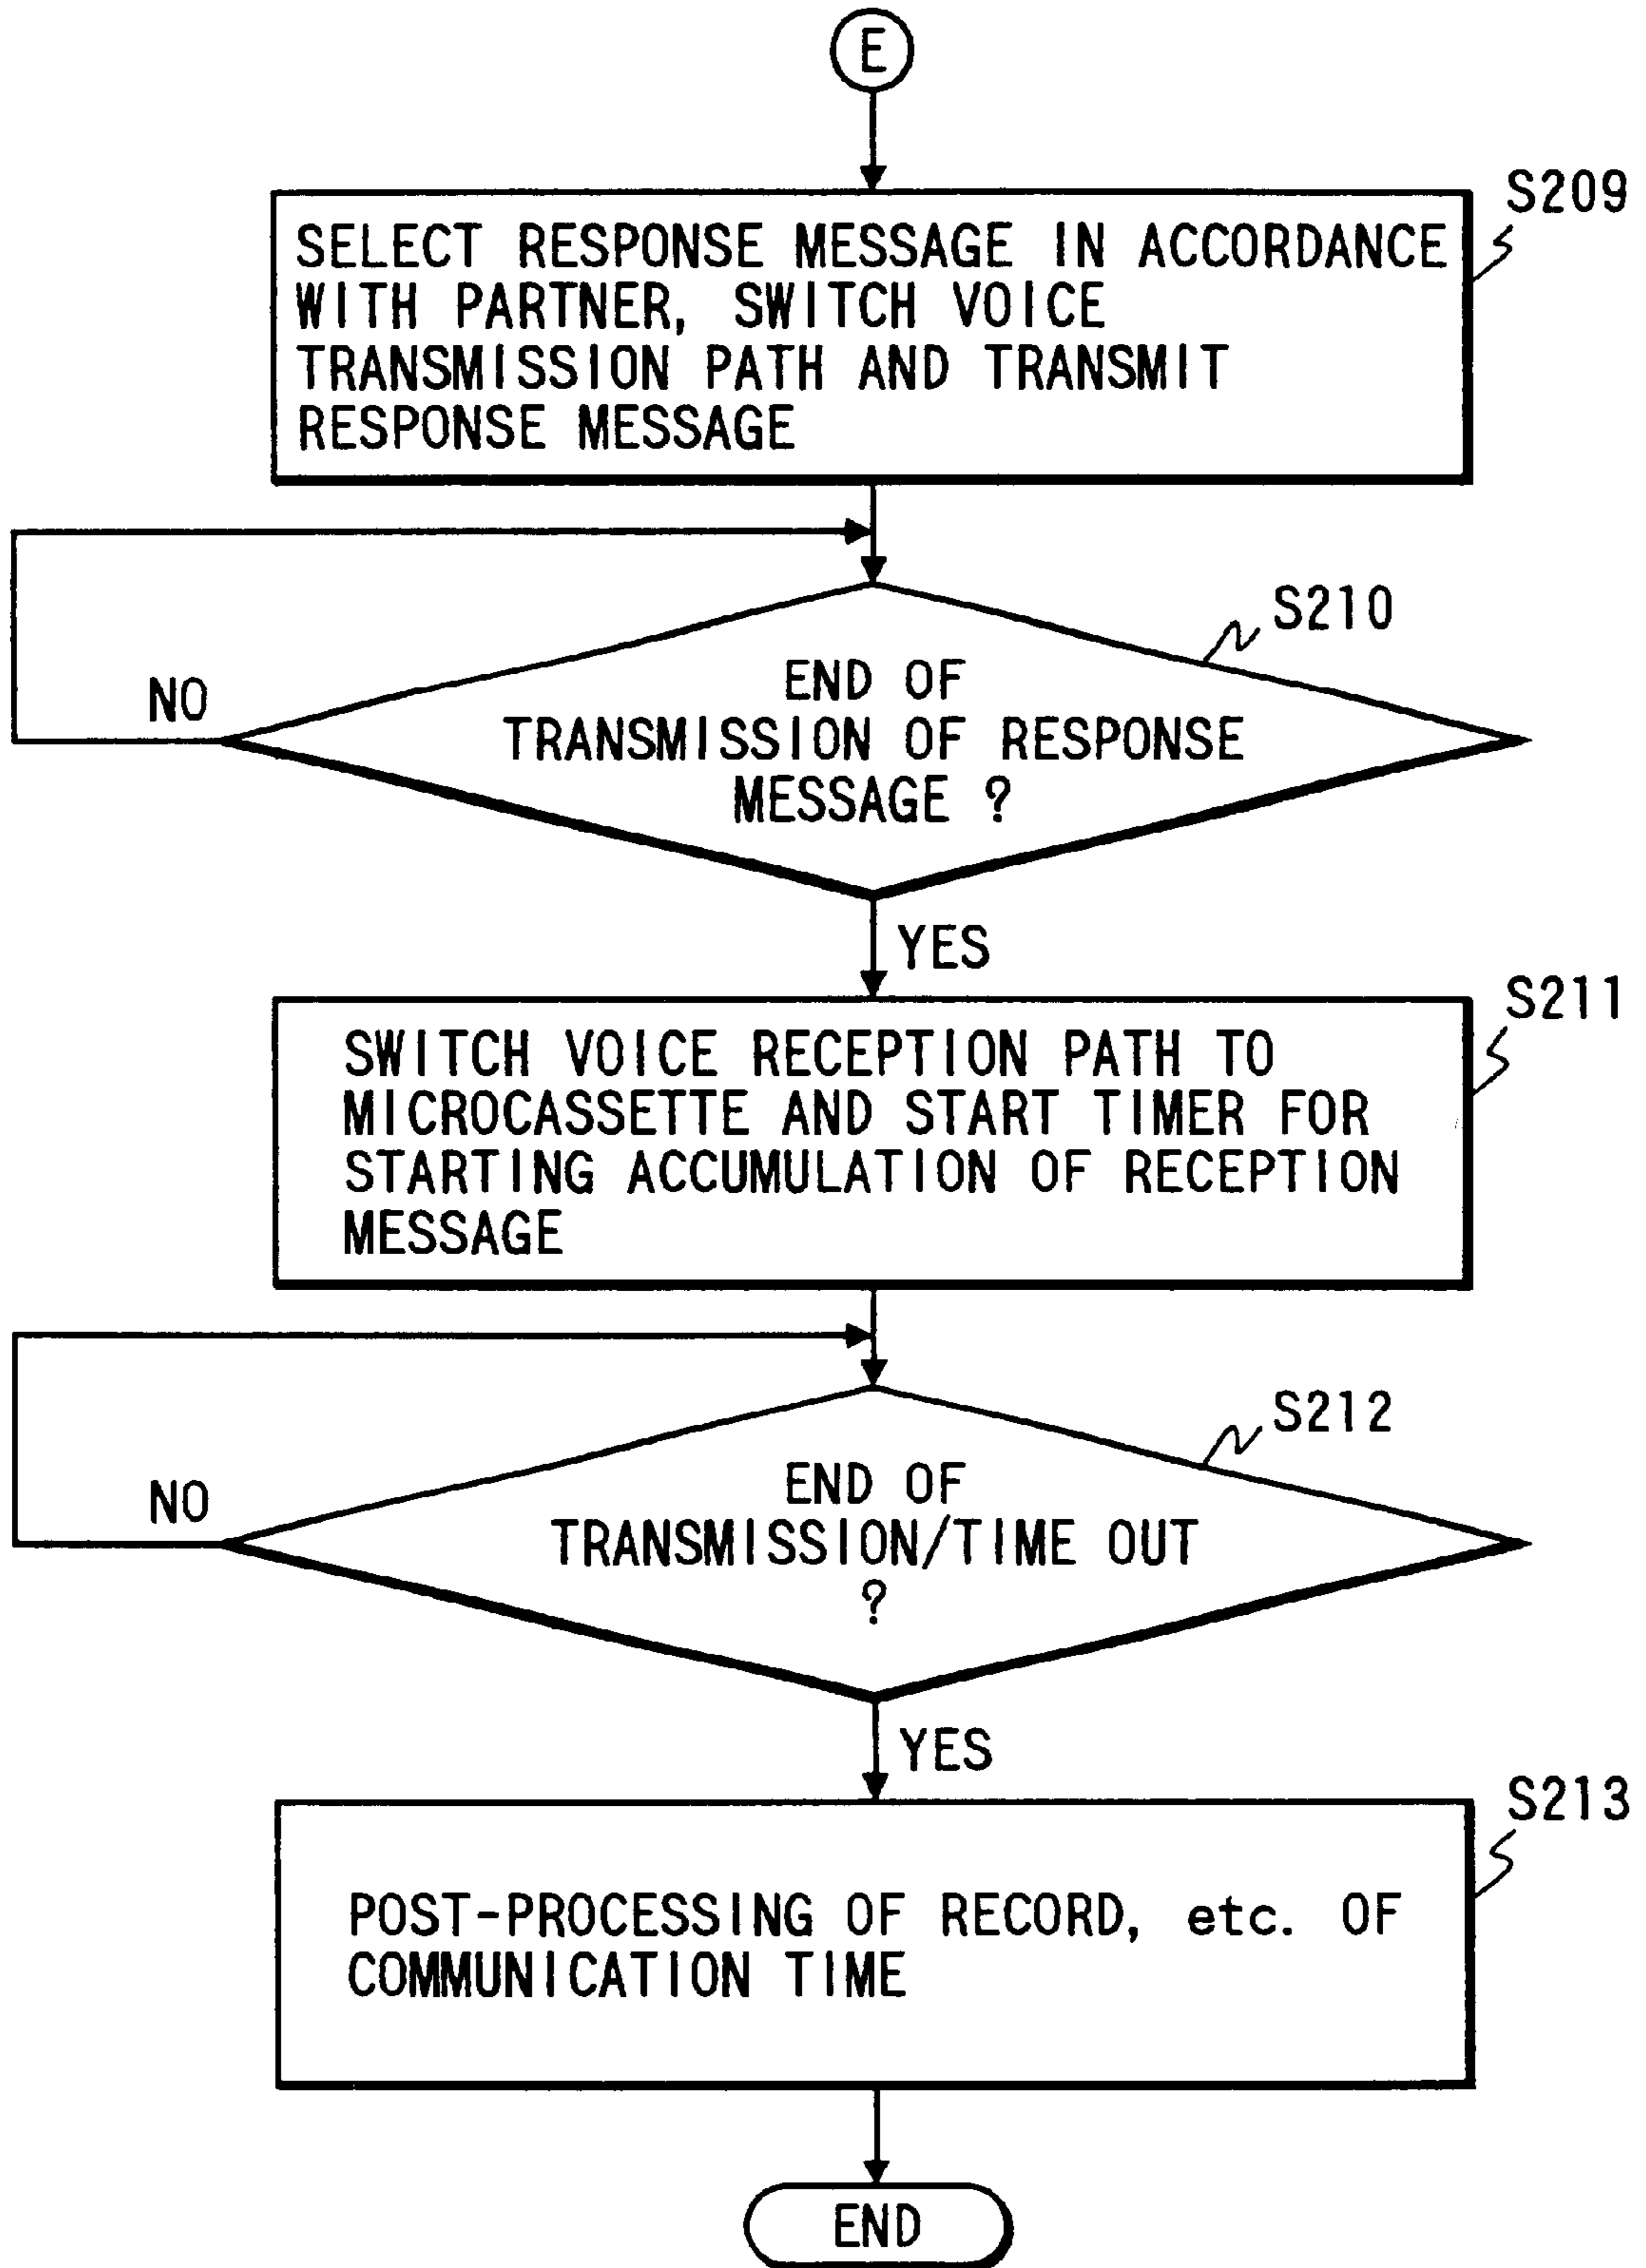 E
S209
SELECT RESPONSE MESSAGE IN ACCORDANCE
WITH PARTNER, SWITCH VOICE
TRANSMISSION PATH AND TRANSMIT
RESPONSE MESSAGE
S210
END OF
TRANSMISSION OF RESPONSE
MESSAGE ?
NO
YES
S211
SWITCH VOICE RECEPTION PATH TO
MICROCASSETTE AND START TIMER FOR
STARTING ACCUMULATION OF RECEPTION
MESSAGE
S212
END OF
TRANSMISSION/TIME OUT
?
NO
YES
S213
POST-PROCESSING OF RECORD, etc. OF
COMMUNICATION TIME
END